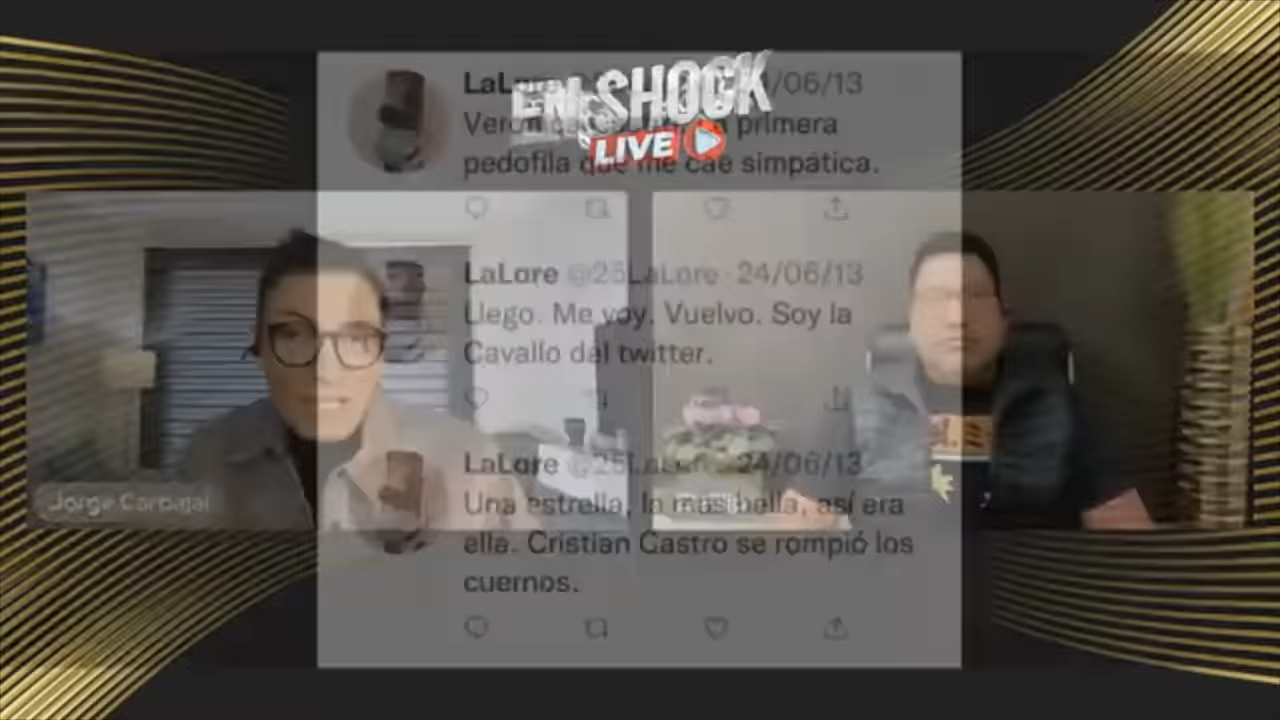 EN SHOCK
LIVE
LaLore 24/06/13
primera
pedofila que me cae simpática.
LaLore @25LaLore · 24/06/13
Llego. Me voy. Vuelvo. Soy la
Cavallo del twitter.
LaLore @25LaLore · 24/06/13
Una estrella, la mas bella, así era
ella. Cristian Castro se rompió los
cuernos.
Jorge Carbajal